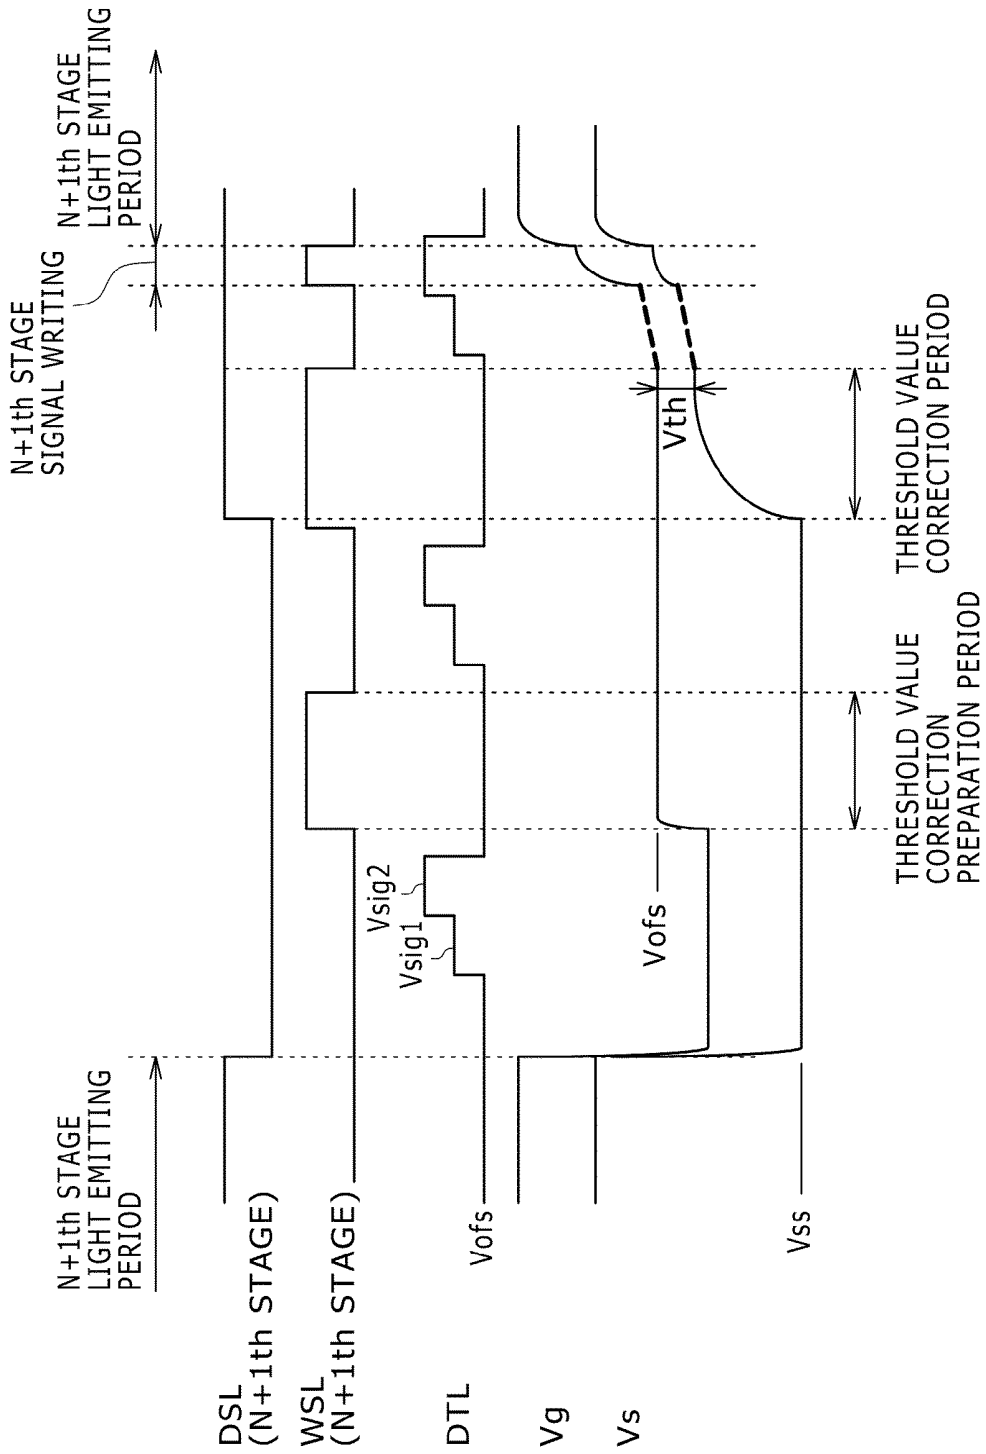 N+1th STAGE
LIGHT EMITTING
PERIOD
N+1th STAGE
SIGNAL WRITING
N+1th STAGE
LIGHT EMITTING
PERIOD
DSL
(N+1th STAGE)
WSL
(N+1th STAGE)
DTL
Vofs
Vsig1
Vsig2
Vg
Vs
Vofs
Vth
Vss
THRESHOLD VALUE
CORRECTION
PREPARATION PERIOD
THRESHOLD VALUE
CORRECTION PERIOD